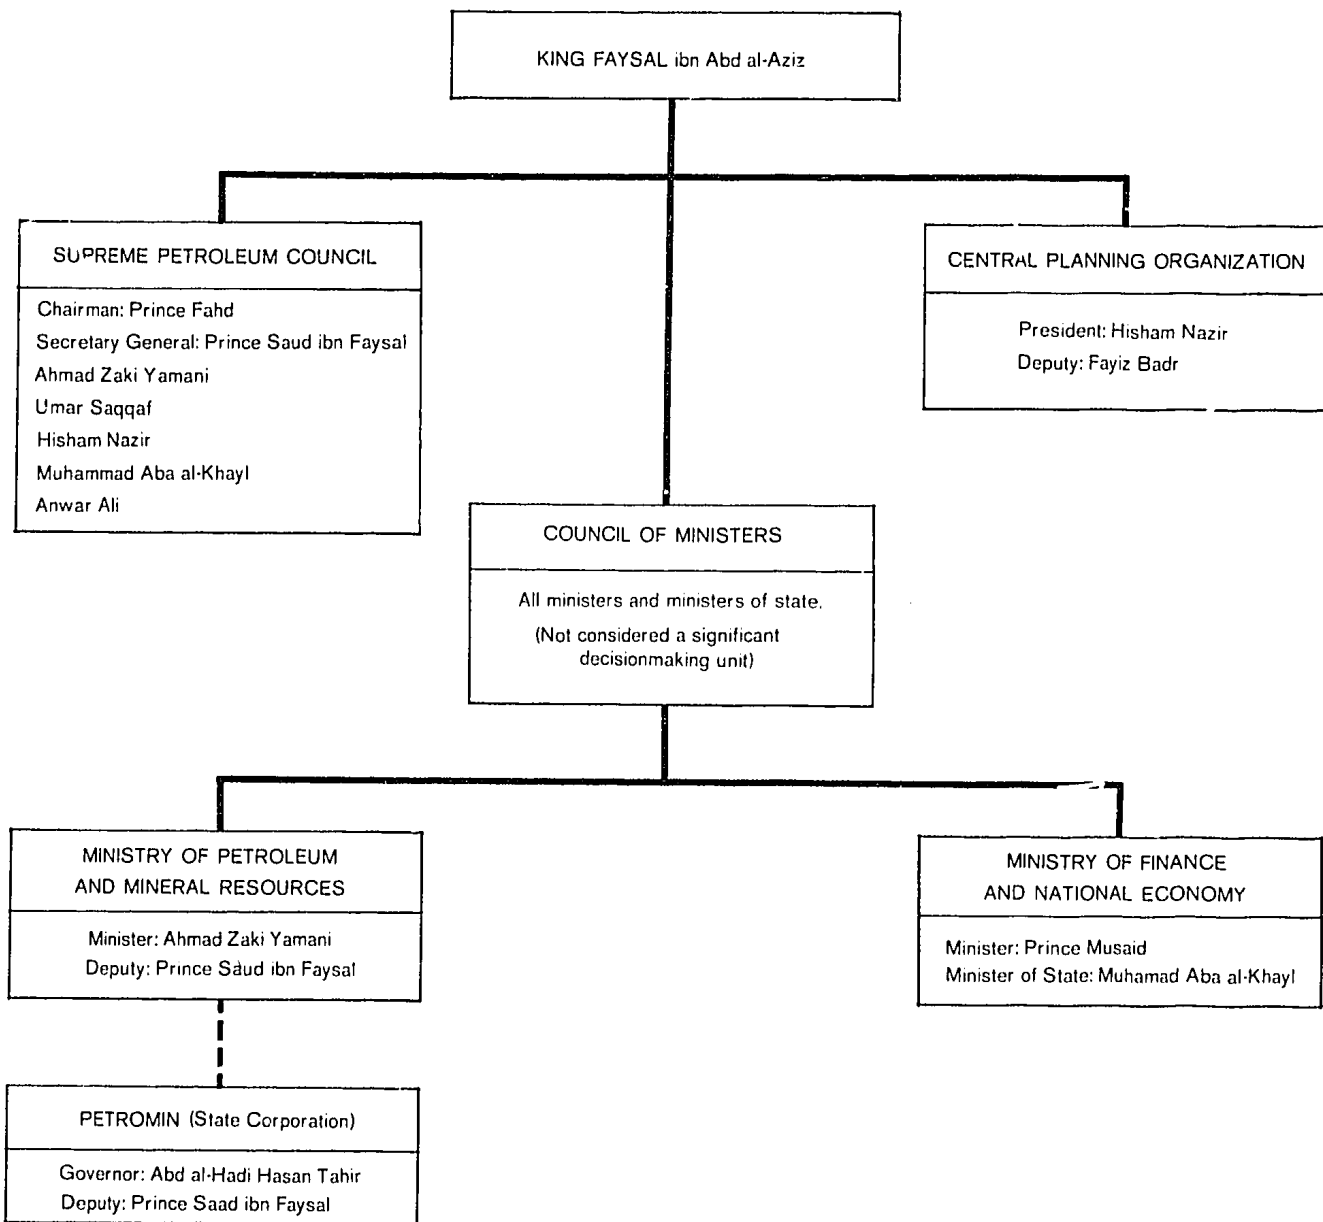 KING FAYSAL ibn Abd al-Aziz
SUPREME PETROLEUM COUNCIL
Chairman: Prince Fahd
Secretary General: Prince Saud ibn Faysal
Ahmad Zaki Yamani
Umar Saqqaf
Hisham Nazir
Muhammad Aba al-Khayl
Anwar Ali
CENTRAL PLANNING ORGANIZATION
President: Hisham Nazir
Deputy: Fayiz Badr
COUNCIL OF MINISTERS
All ministers and ministers of state.
(Not considered a significant
decisionmaking unit)
MINISTRY OF PETROLEUM
AND MINERAL RESOURCES
Minister: Ahmad Zaki Yamani
Deputy: Prince Saud ibn Faysal
MINISTRY OF FINANCE
AND NATIONAL ECONOMY
Minister: Prince Musaid
Minister of State: Muhamad Aba al-Khayl
PETROMIN (State Corporation)
Governor: Abd al-Hadi Hasan Tahir
Deputy: Prince Saad ibn Faysal